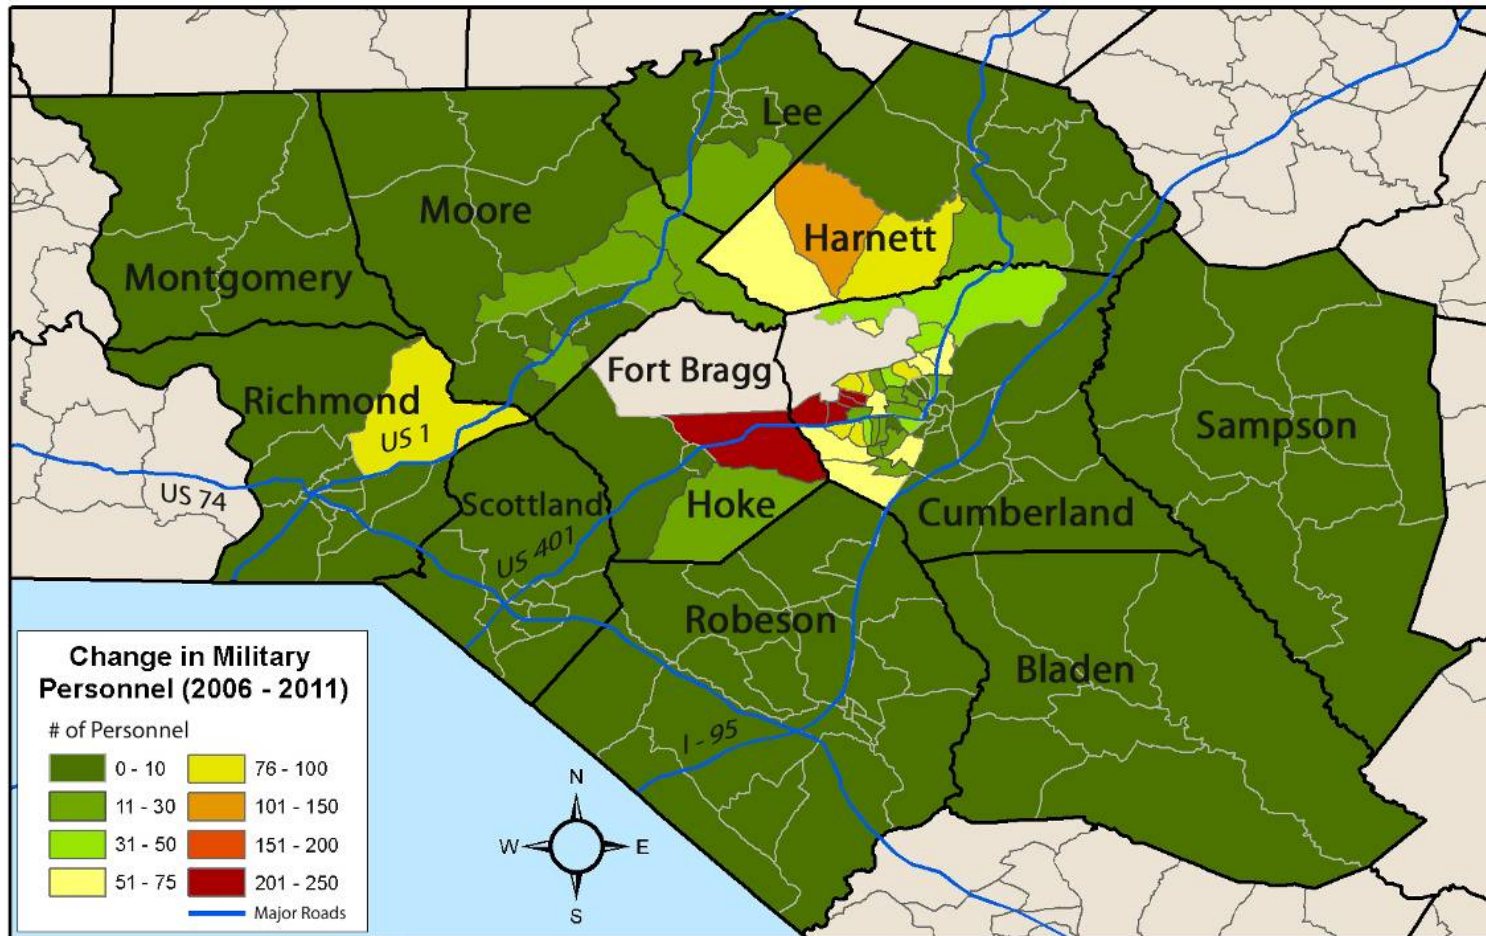 Lee
Moore
Harnett
Montgomery
Fort Bragg
Richmond
US 1
Sampson
US 74
Scottland
Hoke
Cumberland
US 401
Robeson
Bladen
I - 95
Change in Military
Personnel (2006 - 2011)
# of Personnel
0 - 10 76 - 100
11 - 30 101 - 150
31 - 50 151 - 200
51 - 75 201 - 250
Major Roads
N
W E
S